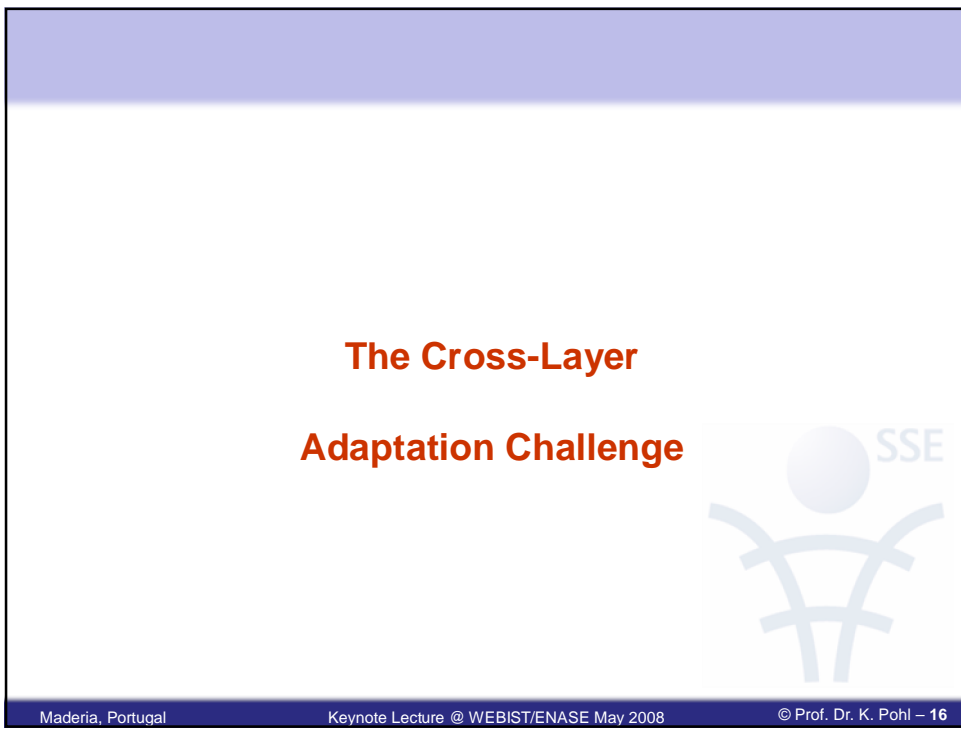 The Cross-Layer
Adaptation Challenge
SSE
Maderia, Portugal Keynote Lecture @ WEBIST/ENASE May 2008 © Prof. Dr. K. Pohl – 16